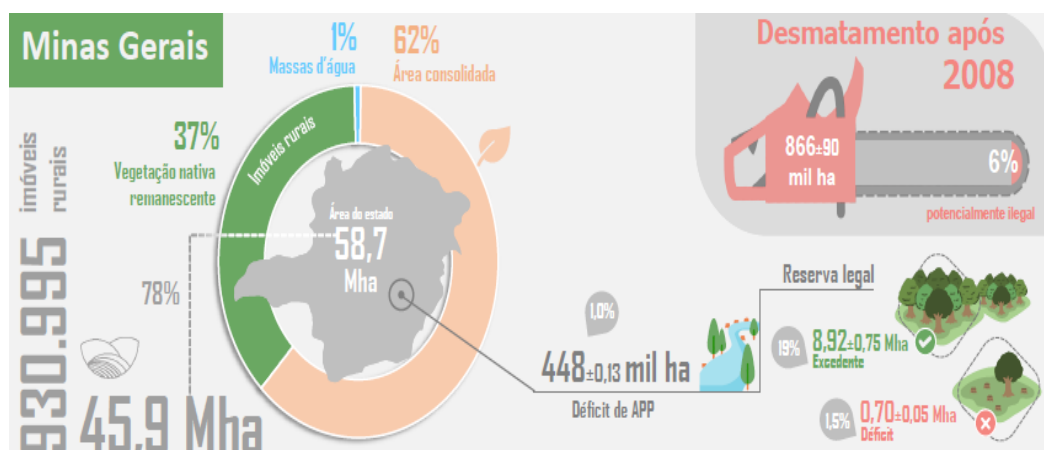 Minas Gerais
1%
Massas d'água
62%
Área consolidada
37%
Vegetação nativa
remanescente
Imóveis rurais
Área do estado
58,7
Mha
78%
930.995
imóveis
rurais
45,9 Mha
1,0%
448±0,13 mil ha
Déficit de APP
Desmatamento após
2008
866±90
mil ha
6%
potencialmente ilegal
Reserva legal
19%
8,92±0,75 Mha
Excedente
1,5%
0,70±0,05 Mha
Déficit